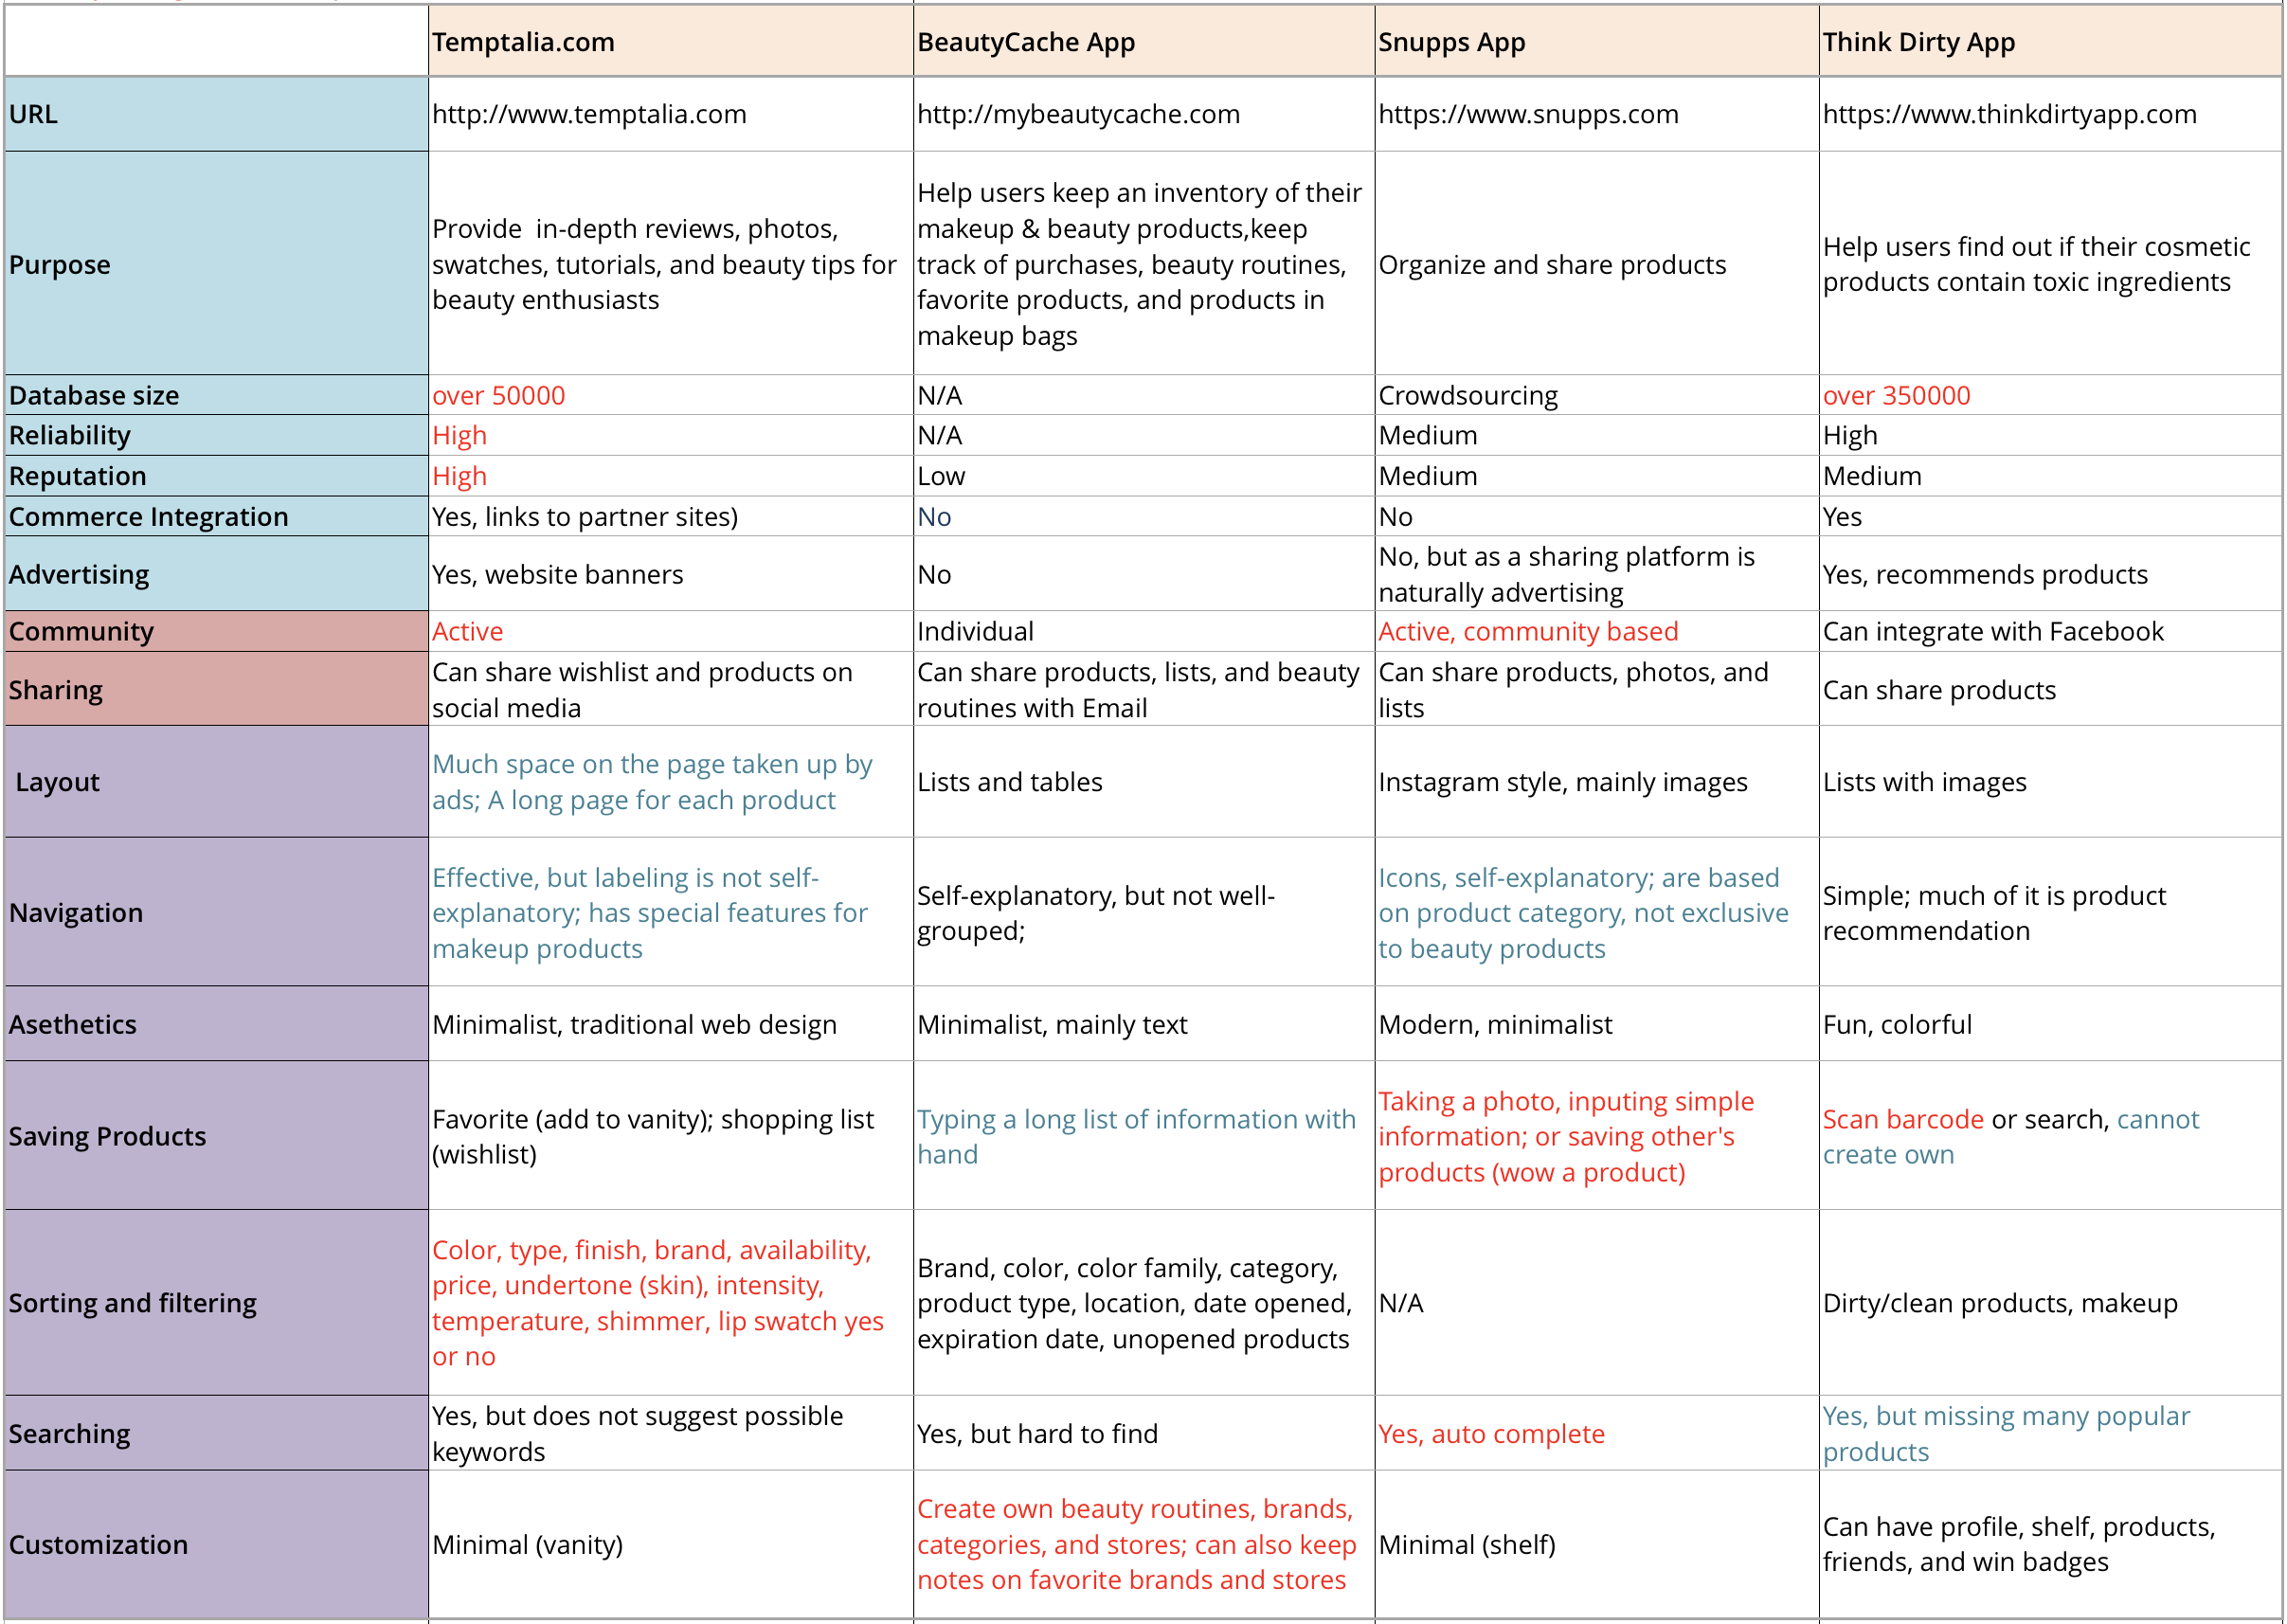 Temptalia.com
BeautyCache App
Snupps App
Think Dirty App
URL
http://www.temptalia.com
http://mybeautycache.com
https://www.snupps.com
https://www.thinkdirtyapp.com
Purpose
Provide  in-depth reviews, photos,
swatches, tutorials, and beauty tips for
beauty enthusiasts
Help users keep an inventory of their
makeup & beauty products,keep
track of purchases, beauty routines,
favorite products, and products in
makeup bags
Organize and share products
Help users find out if their cosmetic
products contain toxic ingredients
Database size
over 50000
N/A
Crowdsourcing
over 350000
Reliability
High
N/A
Medium
High
Reputation
High
Low
Medium
Medium
Commerce Integration
Yes, links to partner sites)
No
No
Yes
Advertising
Yes, website banners
No
No, but as a sharing platform is
naturally advertising
Yes, recommends products
Community
Active
Individual
Active, community based
Can integrate with Facebook
Sharing
Can share wishlist and products on
social media
Can share products, lists, and beauty
routines with Email
Can share products, photos, and
lists
Can share products
Layout
Much space on the page taken up by
ads; A long page for each product
Lists and tables
Instagram style, mainly images
Lists with images
Navigation
Effective, but labeling is not self-
explanatory; has special features for
makeup products
Self-explanatory, but not well-
grouped;
Icons, self-explanatory; are based
on product category, not exclusive
to beauty products
Simple; much of it is product
recommendation
Asethetics
Minimalist, traditional web design
Minimalist, mainly text
Modern, minimalist
Fun, colorful
Saving Products
Favorite (add to vanity); shopping list
(wishlist)
Typing a long list of information with
hand
Taking a photo, inputing simple
information; or saving other's
products (wow a product)
Scan barcode or search, cannot
create own
Sorting and filtering
Color, type, finish, brand, availability,
price, undertone (skin), intensity,
temperature, shimmer, lip swatch yes
or no
Brand, color, color family, category,
product type, location, date opened,
expiration date, unopened products
N/A
Dirty/clean products, makeup
Searching
Yes, but does not suggest possible
keywords
Yes, but hard to find
Yes, auto complete
Yes, but missing many popular
products
Customization
Minimal (vanity)
Create own beauty routines, brands,
categories, and stores; can also keep
notes on favorite brands and stores
Minimal (shelf)
Can have profile, shelf, products,
friends, and win badges